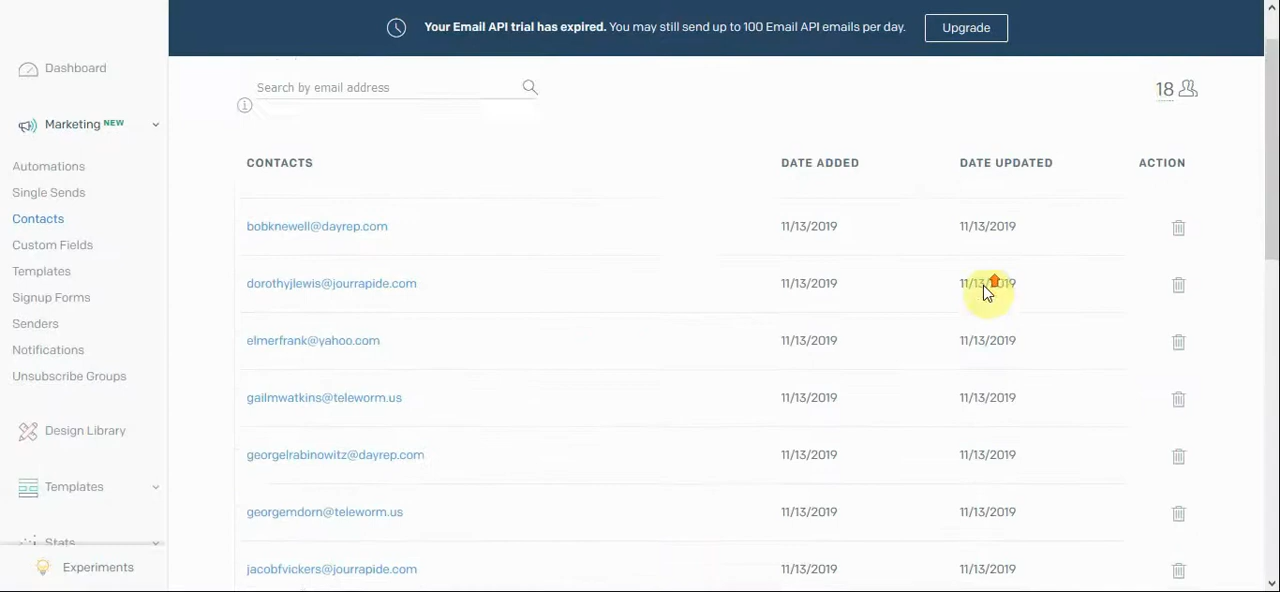 Your Email API trial has expired. You may still send up to 100 Email API emails per day.
Upgrade
Dashboard
Marketing NEW
Automations
Single Sends
Contacts
Custom Fields
Templates
Signup Forms
Senders
Notifications
Unsubscribe Groups
Design Library
Templates
Stats
Experiments
Search by email address
18
CONTACTS DATE ADDED DATE UPDATED ACTION
bobknewell@dayrep.com 11/13/2019 11/13/2019
dorothyjlewis@jourrapide.com 11/13/2019 11/13/2019
elmerfrank@yahoo.com 11/13/2019 11/13/2019
gailmwatkins@teleworm.us 11/13/2019 11/13/2019
georgelrabinowitz@dayrep.com 11/13/2019 11/13/2019
georgemdorn@teleworm.us 11/13/2019 11/13/2019
jacobfvickers@jourrapide.com 11/13/2019 11/13/2019